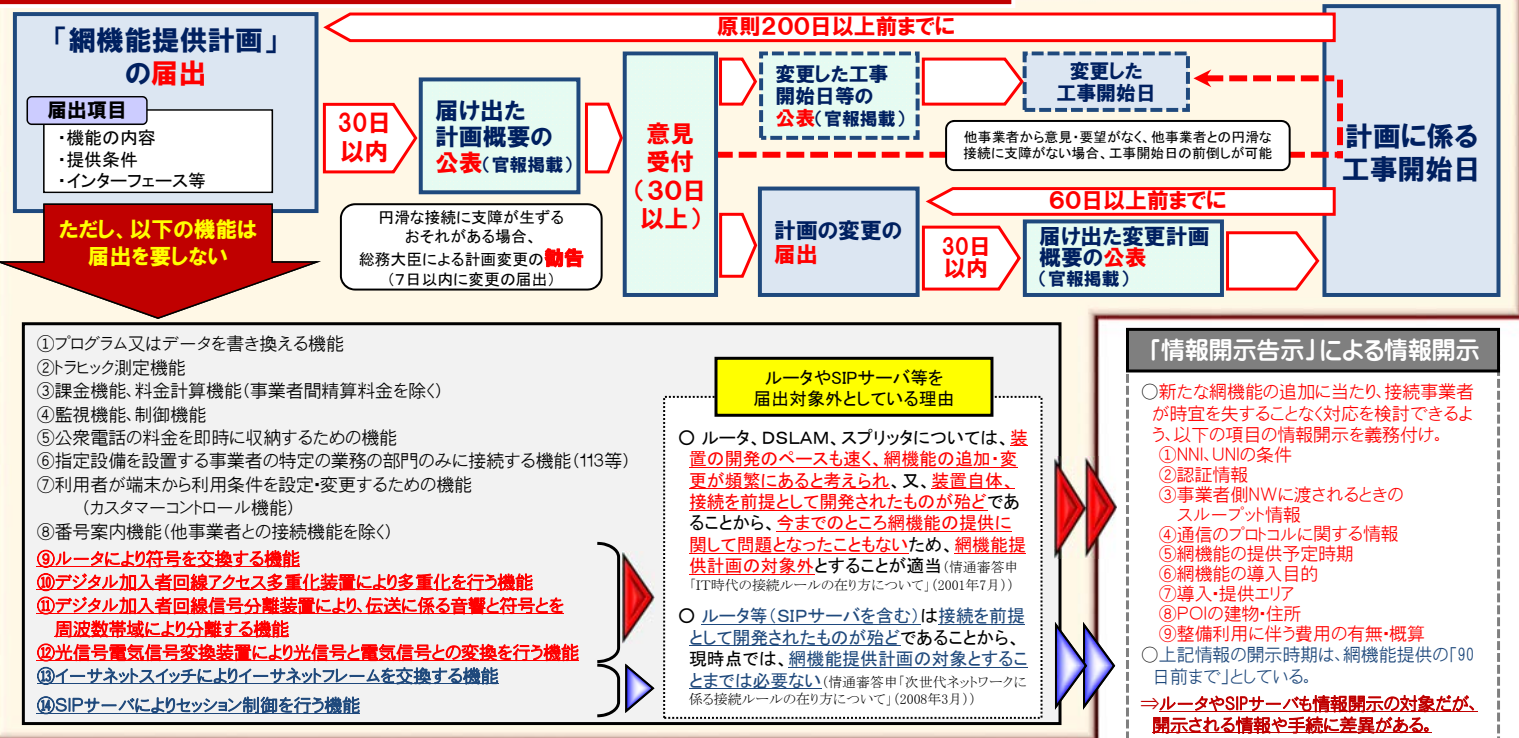 原則200日以上前までに
「網機能提供計画」
の届出
届出項目
・機能の内容
・提供条件
・インターフェース等
30日
以内
届け出た
計画概要の
公表(官報掲載)
意見
受付
(30日
以上)
変更した工事
開始日等の
公表(官報掲載)
変更した
工事開始日
他事業者から意見・要望がなく、他事業者との円滑な
接続に支障がない場合、工事開始日の前倒しが可能
計画に係る
工事開始日
60日以上前までに
計画の変更の
届出
30日
以内
届け出た変更計画
概要の公表
(官報掲載)
円滑な接続に支障が生ずる
おそれがある場合、
総務大臣による計画変更の勧告
(7日以内に変更の届出)
ただし、以下の機能は
届出を要しない
①プログラム又はデータを書き換える機能
②トラヒック測定機能
③課金機能、料金計算機能(事業者間精算料金を除く)
④監視機能、制御機能
⑤公衆電話の料金を即時に収納するための機能
⑥指定設備を設置する事業者の特定の業務の部門のみに接続する機能(113等)
⑦利用者が端末から利用条件を設定・変更するための機能
(カスタマーコントロール機能)
⑧番号案内機能(他事業者との接続機能を除く)
⑨ルータにより符号を交換する機能
⑩デジタル加入者回線アクセス多重化装置により多重化を行う機能
⑪デジタル加入者回線信号分離装置により、伝送に係る音響と符号とを
周波数帯域により分離する機能
⑫光信号電気信号変換装置により光信号と電気信号との変換を行う機能
⑬イーサネットスイッチによりイーサネットフレームを交換する機能
⑭SIPサーバによりセッション制御を行う機能
ルータやSIPサーバ等を
届出対象外としている理由
○ ルータ、DSLAM、スプリッタについては、装
置の開発のペースも速く、網機能の追加・変
更が頻繁にあると考えられ、又、装置自体、
接続を前提として開発されたものが殆どであ
ることから、今までのところ網機能の提供に
関して問題となったこともないため、網機能提
供計画の対象外とすることが適当(情通審答申
「IT時代の接続ルールの在り方について」(2001年7月))
○ ルータ等(SIPサーバを含む)は接続を前提
として開発されたものが殆どであることから、
現時点では、網機能提供計画の対象とするこ
とまでは必要ない(情通審答申「次世代ネットワークに
係る接続ルールの在り方について」(2008年3月))
「情報開示告示」による情報開示
○新たな網機能の追加に当たり、接続事業者
が時宜を失することなく対応を検討できるよ
う、以下の項目の情報開示を義務付け。
①NNI、UNIの条件
②認証情報
③事業者側NWに渡されるときの
スループット情報
④通信のプロトコルに関する情報
⑤網機能の提供予定時期
⑥網機能の導入目的
⑦導入・提供エリア
⑧POIの建物・住所
⑨整備利用に伴う費用の有無・概算
○上記情報の開示時期は、網機能提供の「90
日前まで」としている。
⇒ルータやSIPサーバも情報開示の対象だが、
開示される情報や手続に差異がある。